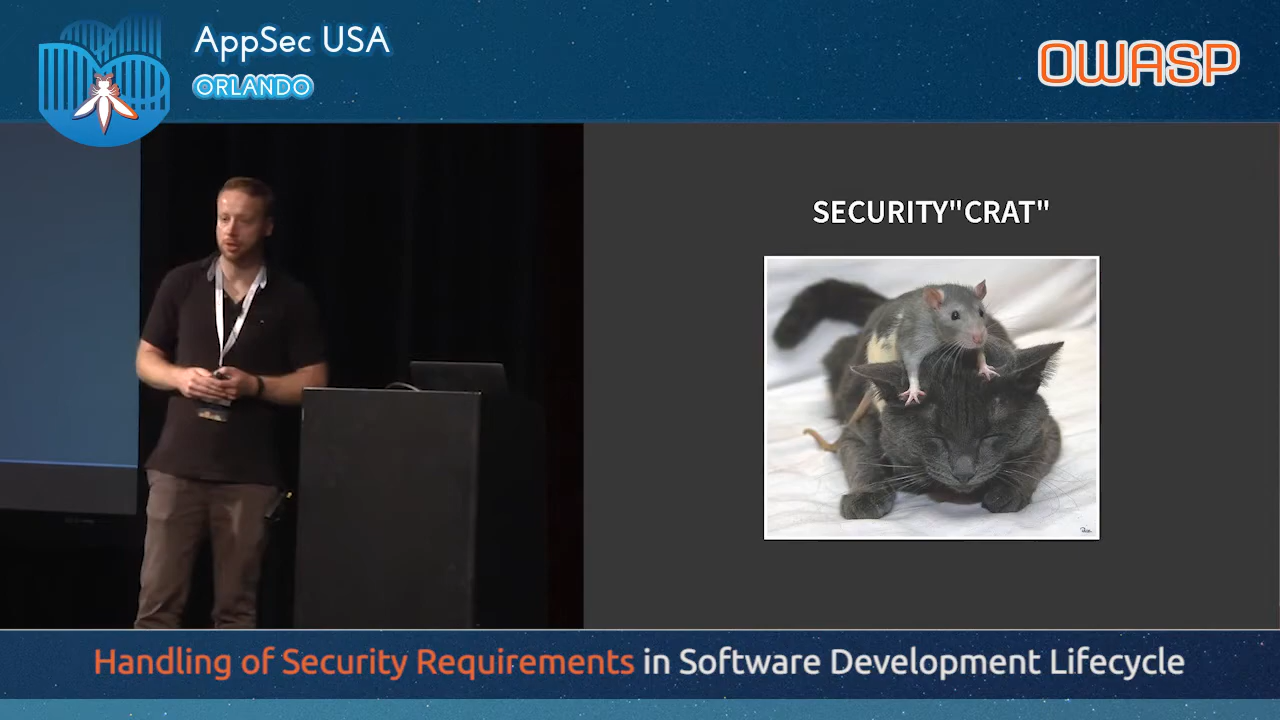 AppSec USA
ORLANDO
OWASP
SECURITY"CRAT"
Handling of Security Requirements in Software Development Lifecycle